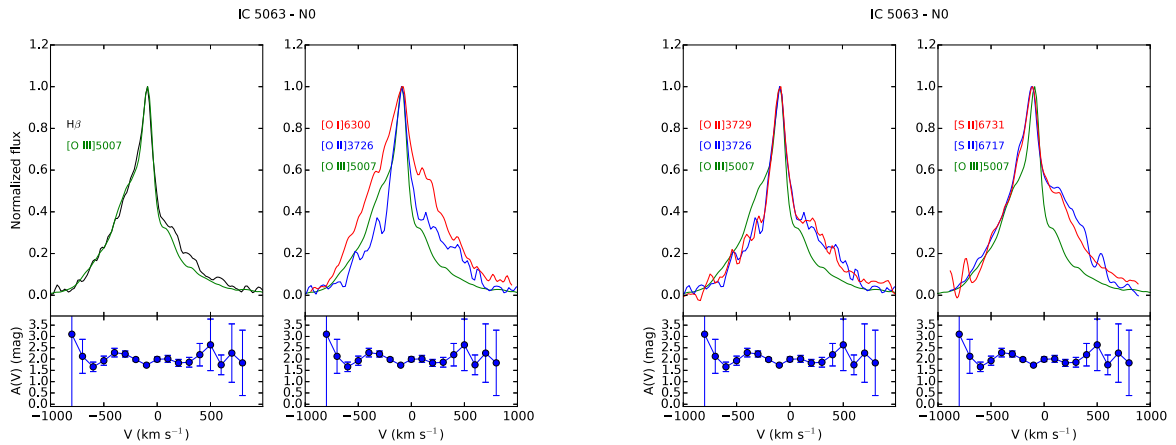 IC 5063 - N0
IC 5063 - N0
1.2
1.0
0.8
0.6
0.4
0.2
0.0
Normalized flux
Hβ
[O III]5007
1.2
1.0
0.8
0.6
0.4
0.2
0.0
[O I]6300
[O II]3726
[O III]5007
1.2
1.0
0.8
0.6
0.4
0.2
0.0
[O II]3729
[O II]3726
[O III]5007
1.2
1.0
0.8
0.6
0.4
0.2
0.0
[S II]6731
[S II]6717
[O III]5007
3.5
3.0
2.5
2.0
1.5
1.0
0.5
0.0
A(V) (mag)
−1000 −500 0 500
V (km s⁻¹)
3.5
3.0
2.5
2.0
1.5
1.0
0.5
0.0
−1000 −500 0 500 1000
V (km s⁻¹)
3.5
3.0
2.5
2.0
1.5
1.0
0.5
0.0
A(V) (mag)
−1000 −500 0 500
V (km s⁻¹)
3.5
3.0
2.5
2.0
1.5
1.0
0.5
0.0
−1000 −500 0 500 1000
V (km s⁻¹)